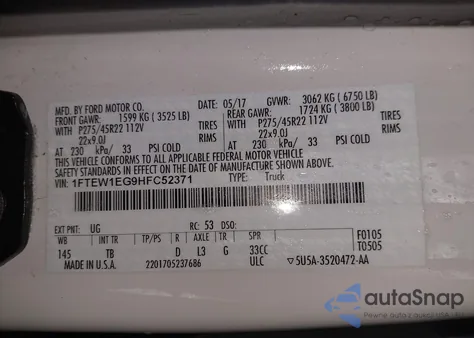 MFD. BY FORD MOTOR CO.
DATE: 05/17 GVWR: 3062 KG ( 6750 LB)
FRONT GAWR: 1599 KG ( 3525 LB) REAR GAWR: 1724 KG ( 3800 LB)
WITH P275/45R22 112V TIRES WITH P275/45R22 112V TIRES
22x9.0J RIMS 22x9.0J RIMS
AT 230 kPa/ 33 PSI COLD AT 230 kPa/ 33 PSI COLD
THIS VEHICLE CONFORMS TO ALL APPLICABLE FEDERAL MOTOR VEHICLE
SAFETY STANDARDS IN EFFECT ON THE DATE OF MANUFACTURE SHOWN ABOVE.
VIN: 1FTEW1EG9HFC52371 TYPE: Truck
EXT PNT: UG RC: 53 DSO: F0105
WB INT TR TP/PS R AXLE TR SPR T0505
145 TB D L3 G 33CC
MADE IN U.S.A. 2201705237686 ULC 5U5A-3520472-AA
autoSnap
Pewne auto z USA